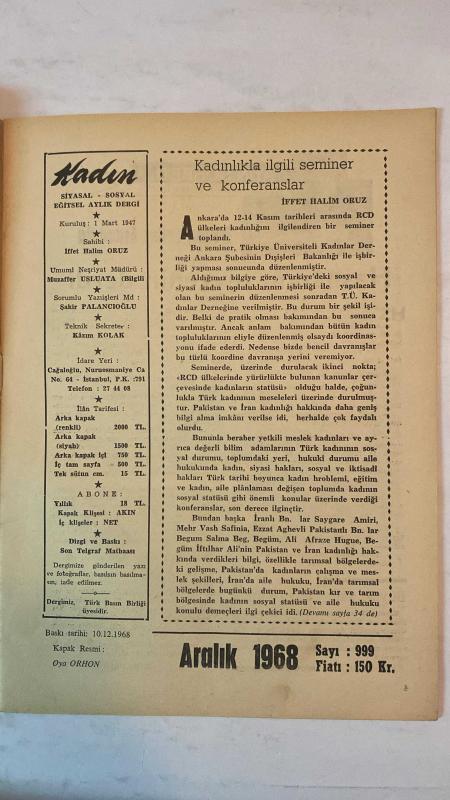 Kadın
SİYASAL - SOSYAL
EĞİTSEL AYLIK DERGİ
Kuruluş : 1 Mart 1947
Sahibi :
İffet Halim ORUZ
Umumî Neşriyat Müdürü :
Muzaffer USLUATA (Bilgili
Sorumlu Yazıişleri Md :
Şakir PALANCIOĞLU
Teknik Sekreter :
Kâzım KOLAK
İdare Yeri :
Cağaloğlu, Nuruosmaniye Ca
No. 64 - İstanbul, P.K. :791
Telefon : 27 44 08
İlân Tarifesi :
Arka kapak
(renkli) 2000 TL.
Arka kapak
(siyah) 1500 TL.
Arka kapak içi 750 TL.
İç tam sayfa 500 TL.
Tek sütun cm. 15 TL.
ABONE :
Yıllık 18 TL.
Kapak Klişesi : AKIN
İç klişeler : NET
Dizgi ve Baskı :
Son Telgraf Matbaası
Dergimize gönderilen yazı
ve fotoğraflar, basılsın basılma-
sın, iade edilmez.
Dergimiz, Türk Basın Birliği
üyesidir.
Baskı tarihi: 10.12.1968
Kapak Resmi :
Oya ORHON
Kadınlıkla ilgili seminer
ve konferanslar
İFFET HALİM ORUZ
Ankara'da 12-14 Kasım tarihleri arasında RCD
ülkeleri kadınlığını ilgilendiren bir seminer
toplandı.
Bu seminer, Türkiye Üniversiteli Kadınlar Der-
neği Ankara Şubesinin Dışişleri Bakanlığı ile işbir-
liği yapması sonucunda düzenlenmiştir.
Aldığımız bilgiye göre, Türkiye'deki sosyal ve
siyasî kadın topluluklarının işbirliği ile yapılacak
olan bu seminerin düzenlenmesi sonradan T.Ü. Ka-
dınlar Derneğine verilmiştir. Bu durum bir şekil işi-
dir. Belki de pratik olması bakımından bu sonuca
varılmıştır. Ancak anlam bakımından bütün kadın
topluluklarının eliyle düzenlenmiş olsaydı koordinas-
yonu ifade ederdi. Nedense bizde bencil davranışlar
bu türlü koordine davranışa yerini veremiyor.
Seminerde, üzerinde durulacak ikinci nokta;
«RCD ülkelerinde yürürlükte bulunan kanunlar çer-
çevesinde kadınların statüsü» olduğu halde, çoğun-
lukla Türk kadınının meseleleri üzerinde durulmuş-
tur. Pakistan ve İran kadınlığı hakkında daha geniş
bilgi alma imkânı verilse idi, herhalde çok faydalı
olurdu.
Bununla beraber yetkili meslek kadınları ve ay-
rıca değerli bilim adamlarının Türk kadınının sos-
yal durumu, toplumdaki yeri, hukukî durumu aile
hukukunda kadın, siyasî hakları, sosyal ve iktisadî
hakları Türk tarihi boyunca kadın hroblemi, eğitim
ve kadın, aile plânlaması değişen toplumda kadının
sosyal statüsü gibi önemli konular üzerinde verdiği
konferanslar, son derece ilginçtir.
Bundan başka İranlı Bn. lar Saygare Amiri,
Mehr Vash Safinia, Ezzat Aghevli Pakistanlı Bn. lar
Begum Salma Beg, Begüm, Ali Afraze Hugue, Be-
güm İftihar Ali'nin Pakistan ve İran kadınlığı hak-
kında verdikleri bilgi, özellikle tarımsal bölgelerde-
ki gelişme, Pakistan'da kadınların çalışma ve mes-
lek şekilleri, İran'da aile hukuku, İran'da tarımsal
bölgelerde bugünkü durum, Pakistan kır ve tarım
bölgesinde kadının sosyal statüsü ve aile hukuku
konulu demeçleri ilgi çekici idi. (Devamı sayfa 34 de)
Aralık 1968
Sayı : 999
Fiatı : 150 Kr.